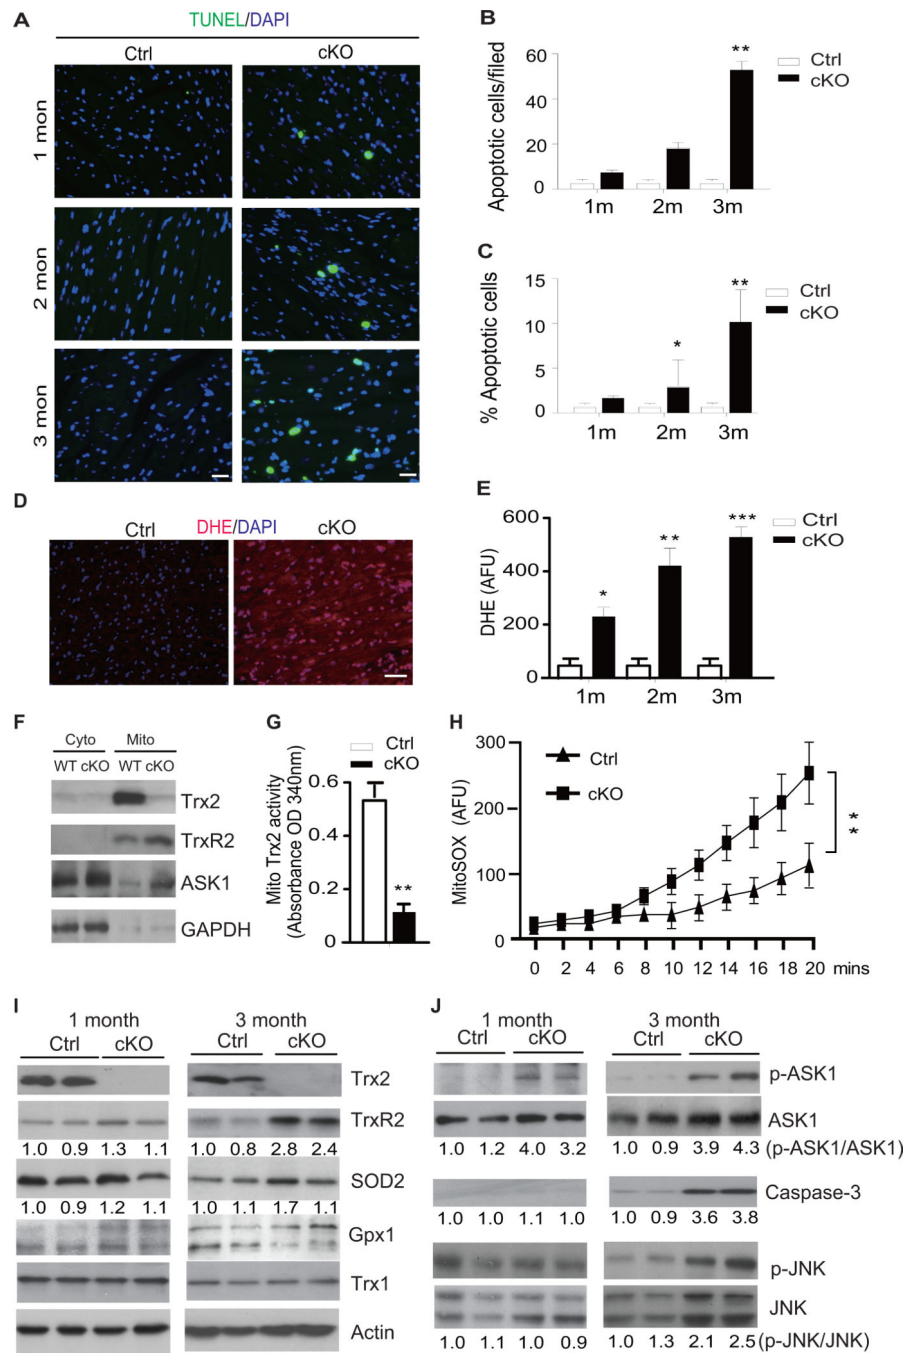 A
TUNEL/DAPI
Ctrl cKO
1 mon
2 mon
3 mon
B
Apoptotic cells/filed
60
40
20
0
**
1m 2m 3m
Ctrl
cKO
C
% Apoptotic cells
15
10
5
0
* **
1m 2m 3m
Ctrl
cKO
D
Ctrl DHE/DAPI cKO
E
DHE (AFU)
600
400
200
0
* ** ***
1m 2m 3m
Ctrl
cKO
F
Cyto Mito
WT cKO WT cKO
Trx2
TrxR2
ASK1
GAPDH
G
Ctrl
cKO
Mito Trx2 activity
(Absorbance OD 340nm)
0.6
0.2
0
**
H
MitoSOX (AFU)
300
200
100
0
Ctrl
cKO
**
0 2 4 6 8 10 12 14 16 18 20 mins
I
1 month 3 month
Ctrl cKO Ctrl cKO
Trx2
TrxR2
1.0 0.9 1.3 1.1 1.0 0.8 2.8 2.4
SOD2
1.0 0.9 1.2 1.1 1.0 1.1 1.7 1.1
Gpx1
Trx1
Actin
J
1 month 3 month
Ctrl cKO Ctrl cKO
p-ASK1
ASK1
1.0 1.2 4.0 3.2 1.0 0.9 3.9 4.3 (p-ASK1/ASK1)
Caspase-3
1.0 1.0 1.1 1.0 1.0 0.9 3.6 3.8
p-JNK
JNK
1.0 1.1 1.0 0.9 1.0 1.3 2.1 2.5 (p-JNK/JNK)